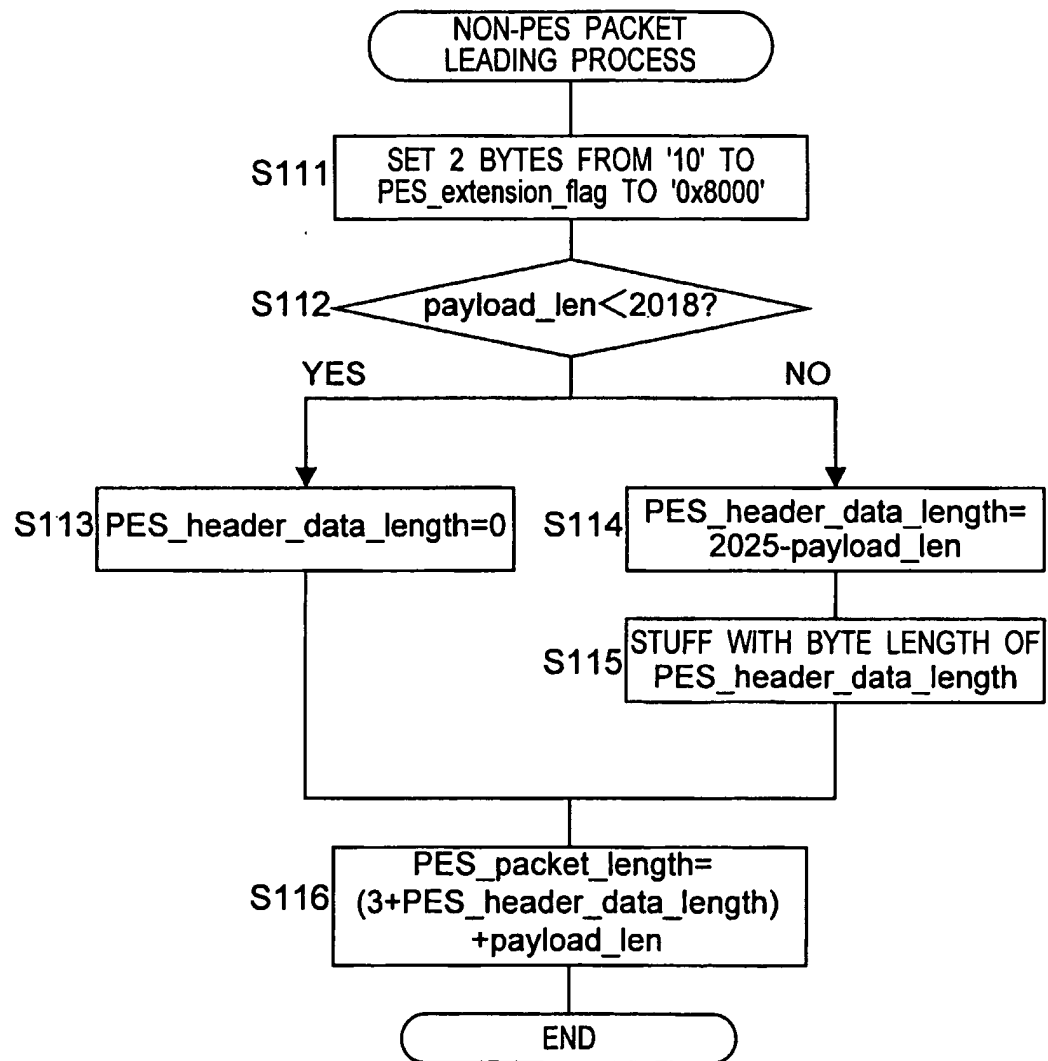 NON-PES PACKET
LEADING PROCESS
S111
SET 2 BYTES FROM '10' TO
PES_extension_flag TO '0x8000'
S112
payload_len<2018?
YES
NO
S113
PES_header_data_length=0
S114
PES_header_data_length=
2025-payload_len
S115
STUFF WITH BYTE LENGTH OF
PES_header_data_length
S116
PES_packet_length=
(3+PES_header_data_length)
+payload_len
END